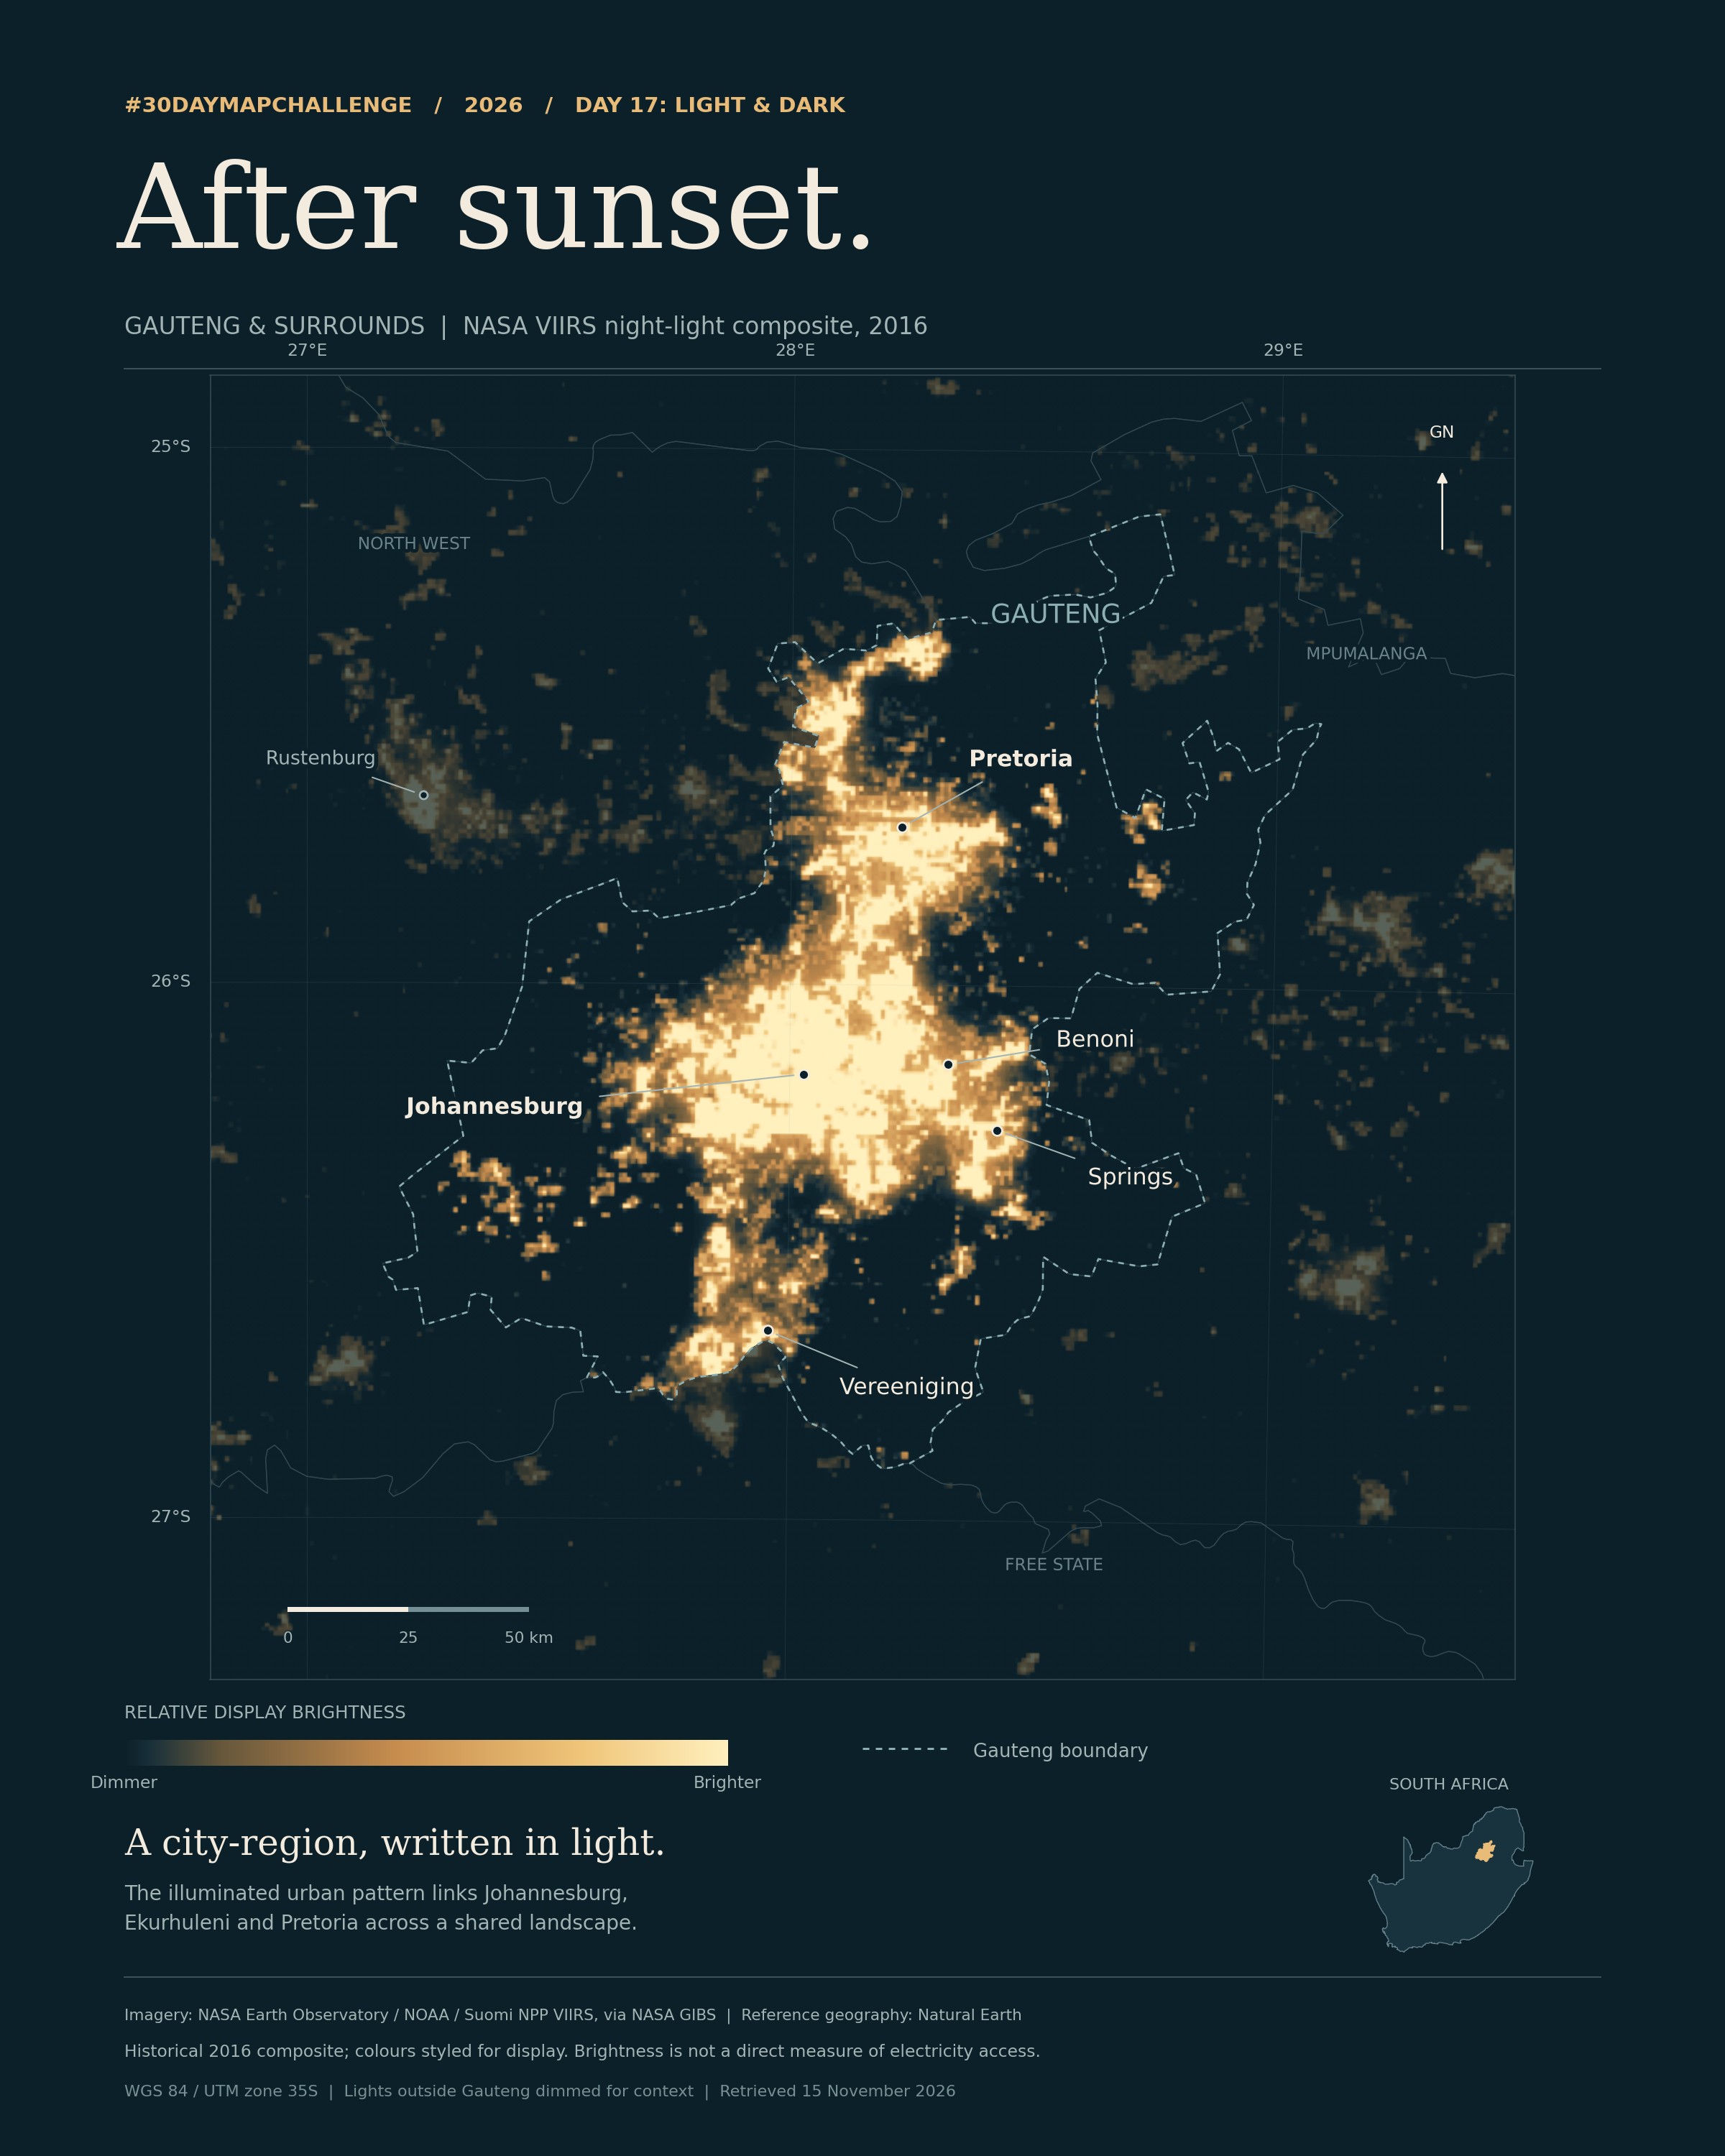 #30DAYMAPCHALLENGE / 2026 / DAY 17: LIGHT & DARK
After sunset.
GAUTENG & SURROUNDS | NASA VIIRS night-light composite, 2016
27°E 28°E 29°E
25°S
GN
NORTH WEST
GAUTENG
MPUMALANGA
Rustenburg
Pretoria
26°S
Benoni
Johannesburg
Springs
Vereeniging
27°S
FREE STATE
0 25 50 km
RELATIVE DISPLAY BRIGHTNESS
Gauteng boundary
Dimmer Brighter
SOUTH AFRICA
A city-region, written in light.
The illuminated urban pattern links Johannesburg,
Ekurhuleni and Pretoria across a shared landscape.
Imagery: NASA Earth Observatory / NOAA / Suomi NPP VIIRS, via NASA GIBS | Reference geography: Natural Earth
Historical 2016 composite; colours styled for display. Brightness is not a direct measure of electricity access.
WGS 84 / UTM zone 35S | Lights outside Gauteng dimmed for context | Retrieved 15 November 2026